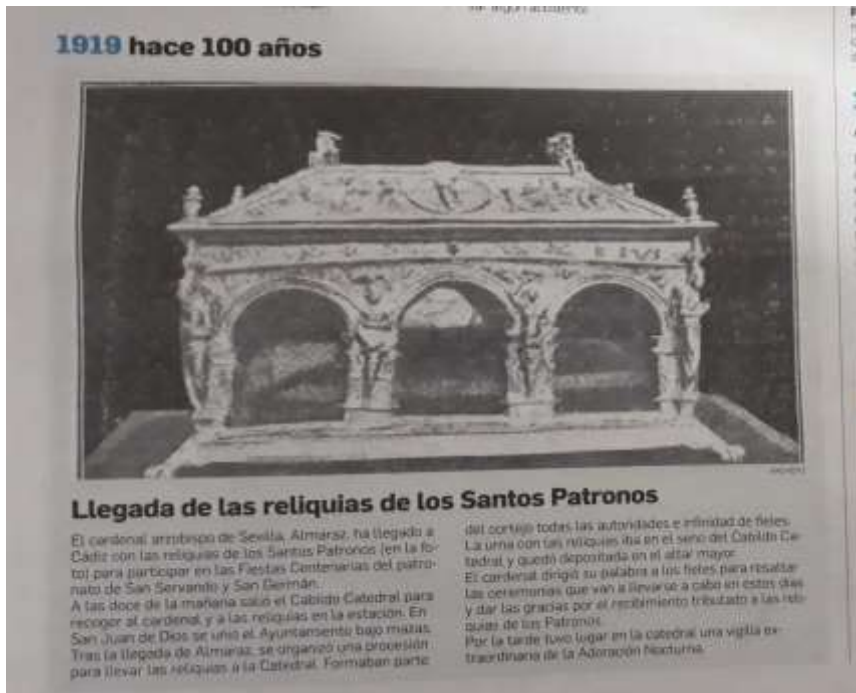 1919 hace 100 años
Llegada de las reliquias de los Santos Patronos
El cardenal arzobispo de Sevilla, Almaraz, ha llegado a
Cádiz con las reliquias de los Santos Patronos (en la fo-
to) para participar en las Fiestas Centenarias del patro-
nato de San Servando y San Germán.
A las doce de la mañana salió el Cabildo Catedral para
recoger al cardenal y a las reliquias en la estación. En
San Juan de Dios se unió el Ayuntamiento bajo mazas.
Tras la llegada de Almaraz, se organizó una procesión
para llevar las reliquias a la Catedral. Formaban parte
del cortejo todas las autoridades e infinidad de fieles.
La urna con las reliquias iba en el seno del Cabildo Ca-
tedral y quedó depositada en el altar mayor.
El cardenal dirigió su palabra a los fieles para resaltar
las ceremonias que van a llevarse a cabo en estos días
y dar las gracias por el recibimiento tributado a las reli-
quias de los Patronos.
Por la tarde tuvo lugar en la catedral una vigilia ex-
traordinaria de la Adoración Nocturna.